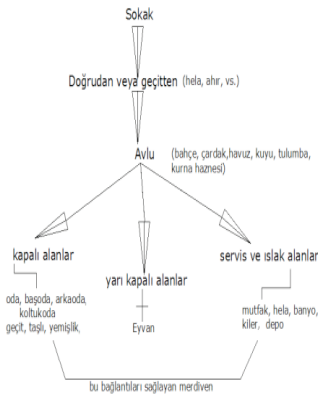 Sokak
Doğrudan veya geçitten (hela, ahır, vs.)
Avlu
(bahçe, çardak,havuz, kuyu, tulumba,
kurna haznesi)
kapalı alanlar
yarı kapalı alanlar
servis ve ıslak alanlar
oda, başoda, arkaoda,
koltukoda
geçit, taşlı, yemişlik,
Eyvan
mutfak, hela, banyo,
kiler, depo
bu bağlantıları sağlayan merdiven